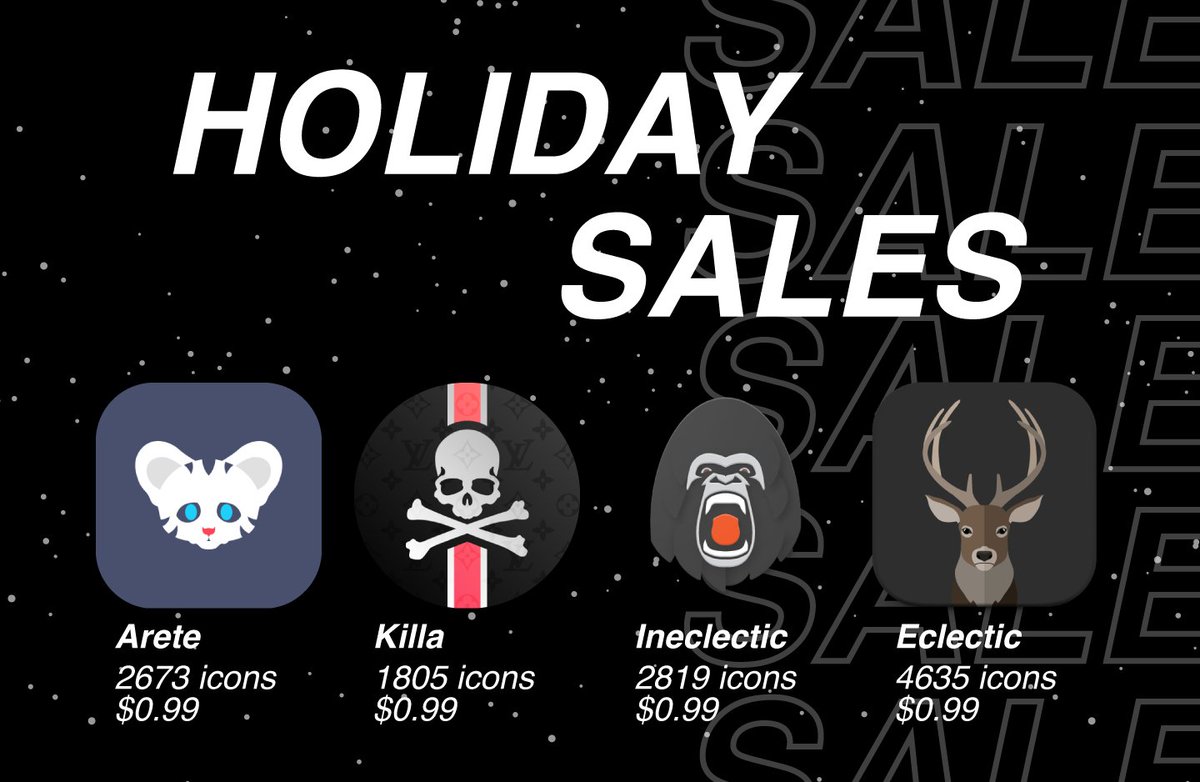 SALE
HOLIDAY
SALE
SALES
SALE
SALE
Arete
2673 icons
$0.99
Killa
1805 icons
$0.99
Ineclectic
2819 icons
$0.99
Eclectic
4635 icons
$0.99
SALE